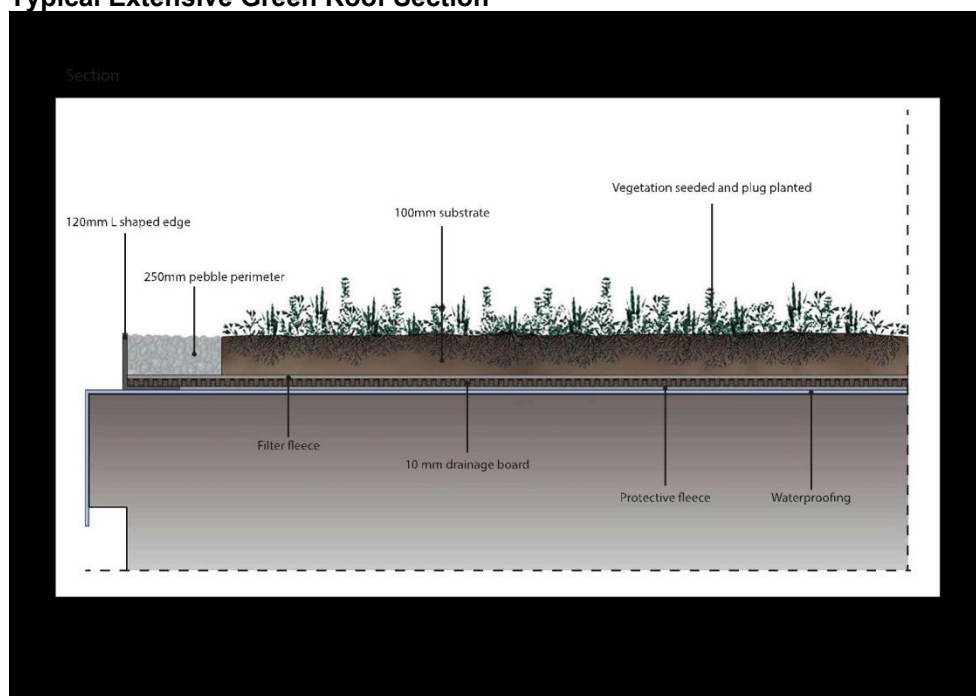 Typical Extensive Green Roof Section
Section
Vegetation seeded and plug planted
100mm substrate
120mm L shaped edge
250mm pebble perimeter
Filter fleece
10 mm drainage board
Protective fleece
Waterproofing